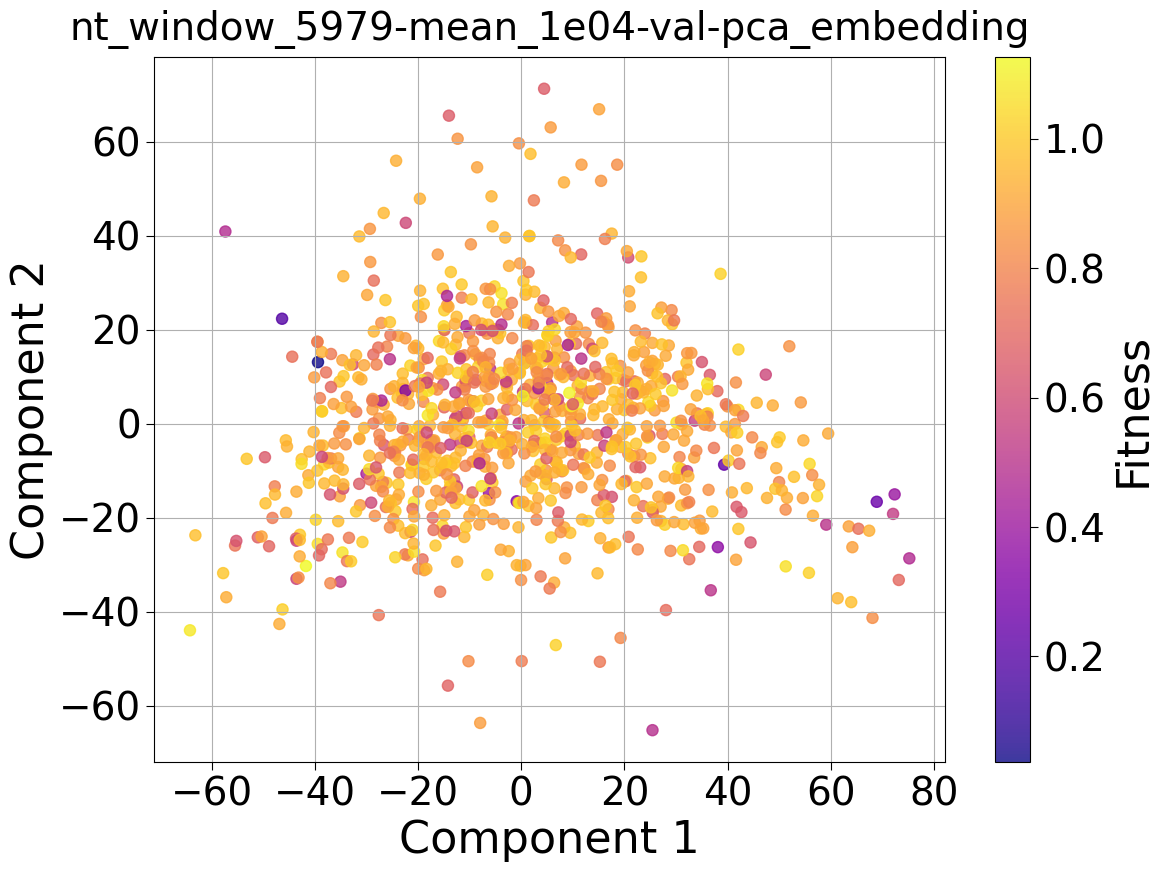 nt_window_5979-mean_1e04-val-pca_embedding
Component 2
60
40
20
0
−20
−40
−60
−60 −40 −20 0 20 40 60 80
Component 1
1.0
0.8
0.6
0.4
0.2
Fitness